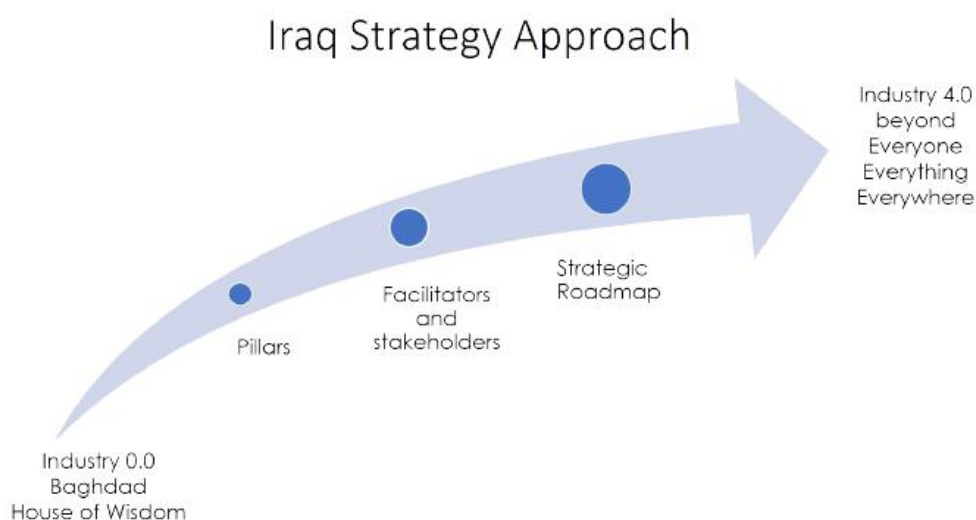 Iraq Strategy Approach
Industry 4.0
beyond
Everyone
Everything
Everywhere
Strategic
Roadmap
Facilitators
and
stakeholders
Pillars
Industry 0.0
Baghdad
House of Wisdom